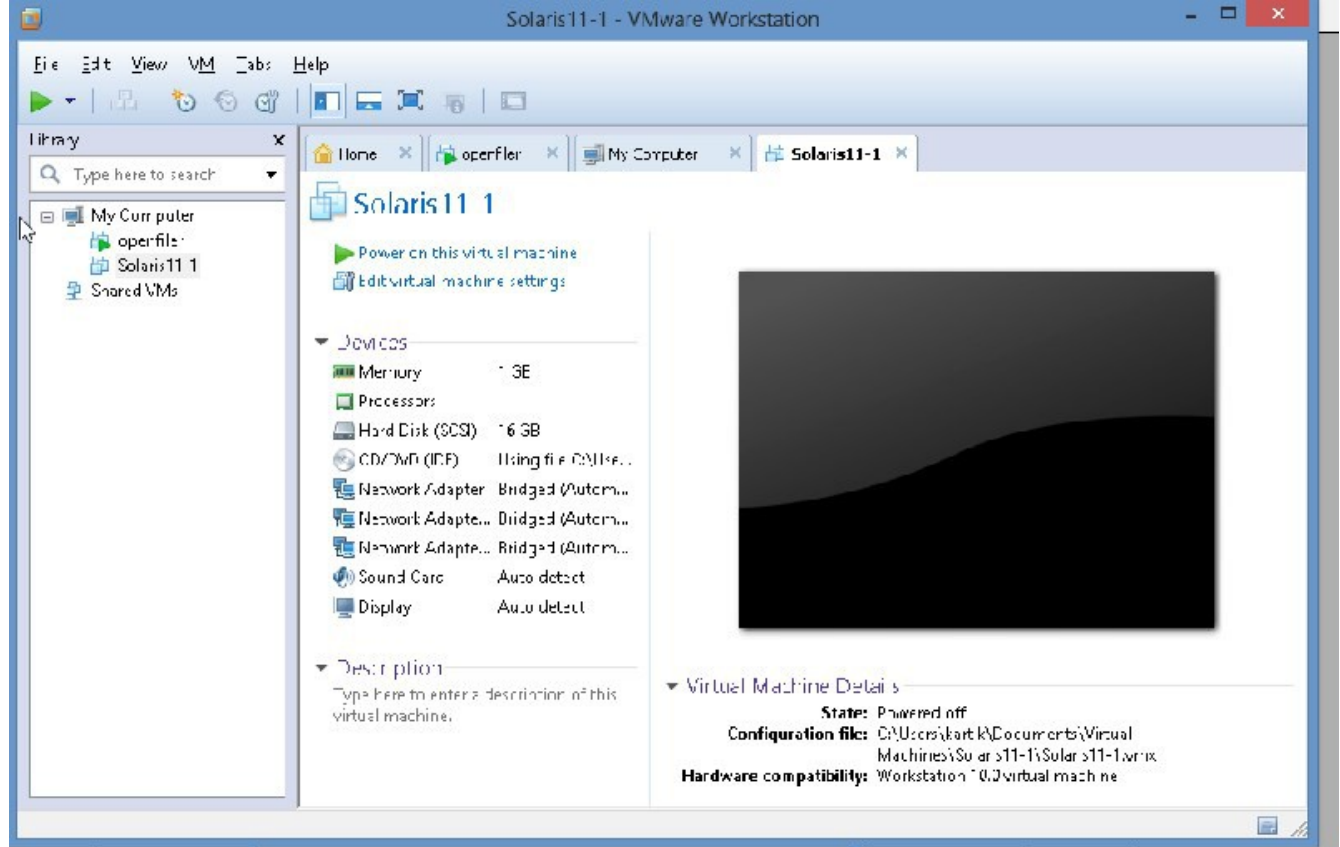 Solaris11-1 - VMware Workstation
File Edit View VM Tabs Help
Library
Type here to search
My Computer
openfiler
Solaris11-1
Shared VMs
Home
openfiler
My Computer
Solaris11-1
Solaris11-1
Power on this virtual machine
Edit virtual machine settings
Devices
Memory 1 GB
Processors
Hard Disk (SCSI) 16 GB
CD/DVD (IDE) Using file C:\Use...
Network Adapter Bridged (Autom...
Network Adapte... Bridged (Autom...
Network Adapte... Bridged (Autom...
Sound Card Auto detect
Display Auto detect
Description
Type here to enter a description of this
virtual machine.
Virtual Machine Details
State: Powered off
Configuration file: C:\Users\kartik\Documents\Virtual
Machines\Solaris11-1\Solaris11-1.vmx
Hardware compatibility: Workstation 10.0 virtual machine